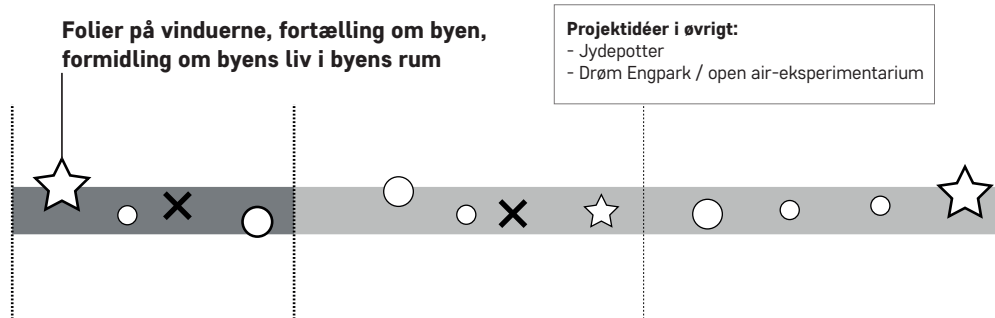 Folier på vinduerne, fortælling om byen,
formidling om byens liv i byens rum
Projektidéer i øvrigt:
- Jydepotter
- Drøm Engpark / open air-eksperimentarium